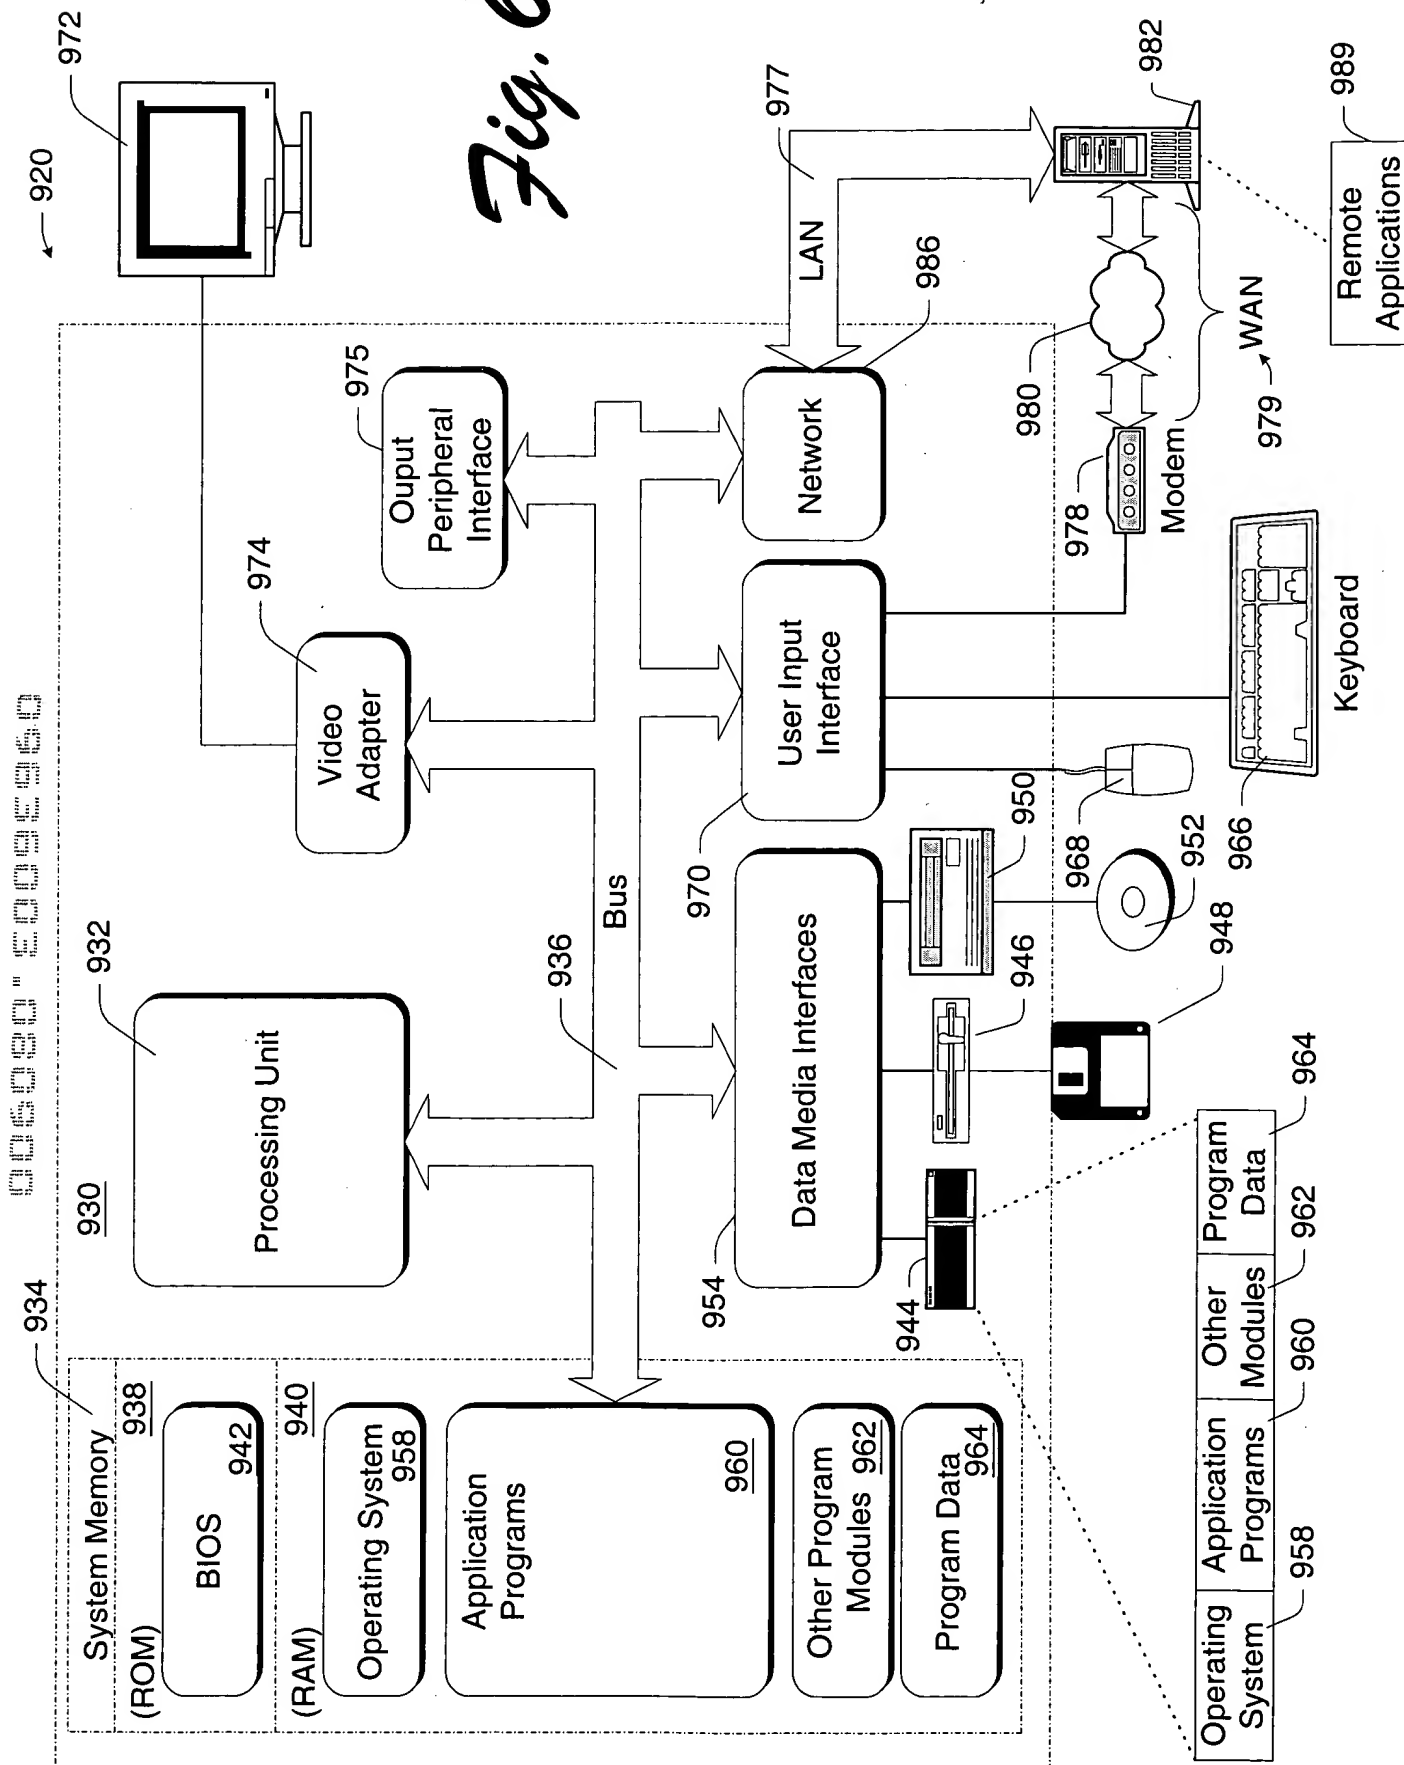 934
930
932
974
975
920
972
System Memory
(ROM) 938
BIOS
942
(RAM) 940
Operating System
958
Application
Programs
960
Other Program
Modules 962
Program Data
964
Processing Unit
Video
Adapter
Ouput
Peripheral
Interface
936
Bus
954
Data Media Interfaces
970
User Input
Interface
Network
986
LAN
977
944
946
950
948
952
968
966
Keyboard
978
Modem
980
979
WAN
982
989
Remote
Applications
Operating
System
Application
Programs
Other
Modules
Program
Data
958
960
962
964
Fig. 6